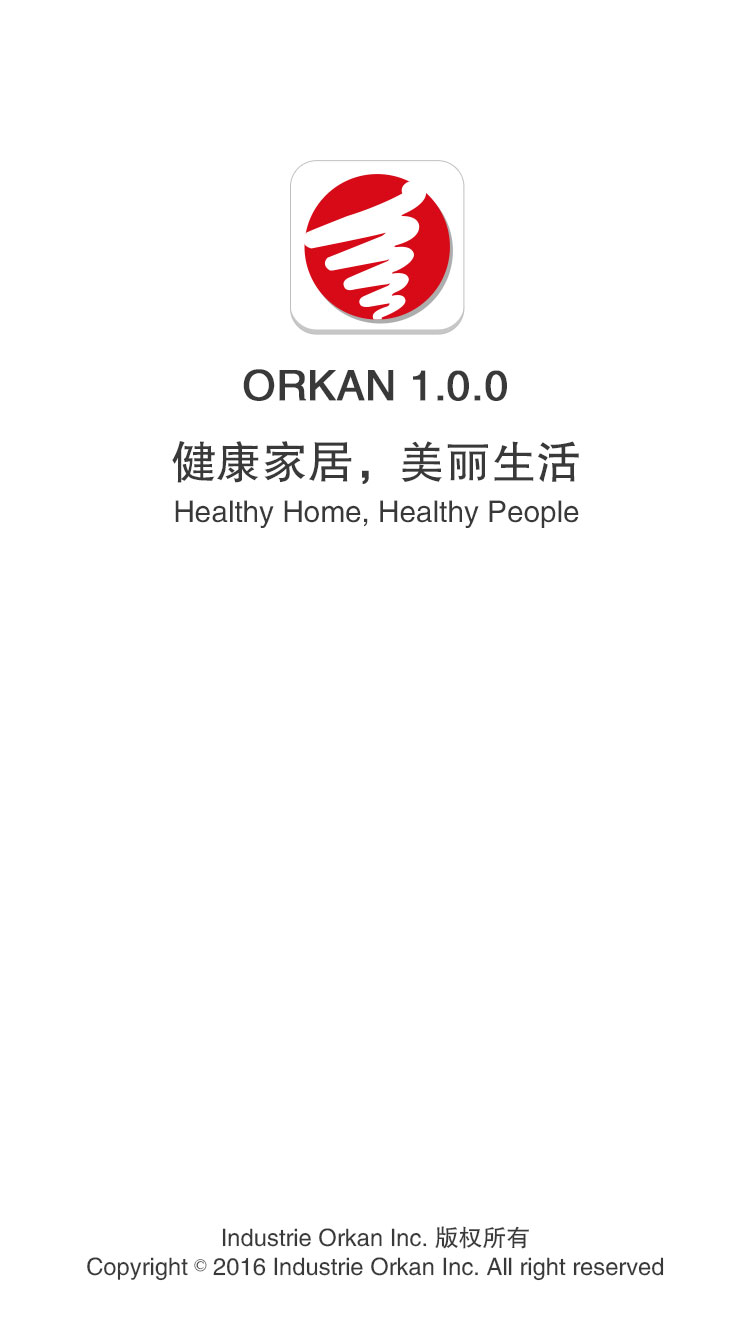 ORKAN 1.0.0
健康家居，美丽生活
Healthy Home, Healthy People
Industrie Orkan Inc. 版权所有
Copyright © 2016 Industrie Orkan Inc. All right reserved